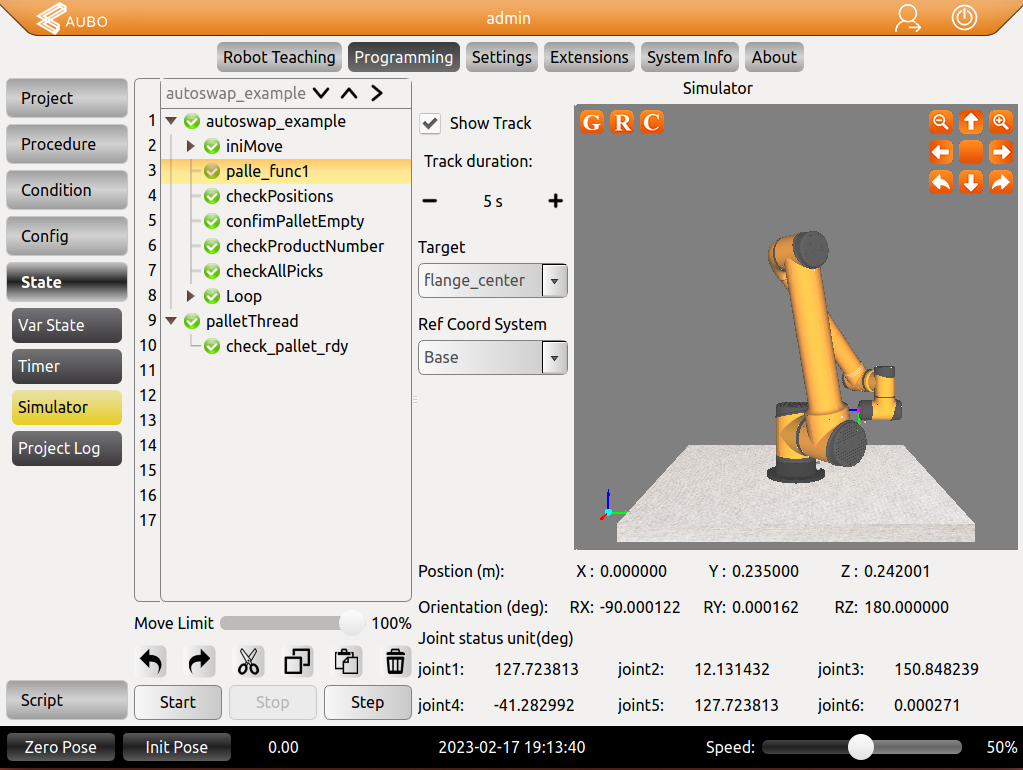 AUBO
admin
Robot Teaching Programming Settings Extensions System Info About
Project
Procedure
Condition
Config
State
Var State
Timer
Simulator
Project Log
Script
autoswap_example
1 autoswap_example
2 iniMove
3 palle_func1
4 checkPositions
5 confimPalletEmpty
6 checkProductNumber
7 checkAllPicks
8 Loop
9 palletThread
10 check_pallet_rdy
11
12
13
14
15
16
17
Move Limit 100%
Start Stop Step
Simulator
Show Track
Track duration:
5 s
Target
flange_center
Ref Coord System
Base
G R C
Postion (m): X : 0.000000 Y : 0.235000 Z : 0.242001
Orientation (deg): RX: -90.000122 RY: 0.000162 RZ: 180.000000
Joint status unit(deg)
joint1: 127.723813 joint2: 12.131432 joint3: 150.848239
joint4: -41.282992 joint5: 127.723813 joint6: 0.000271
Zero Pose Init Pose 0.00 2023-02-17 19:13:40 Speed: 50%